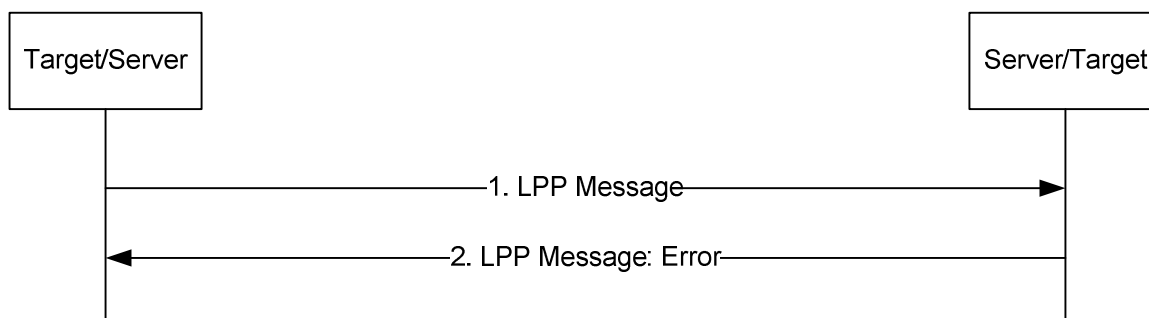 Target/Server
Server/Target
1. LPP Message
2. LPP Message: Error